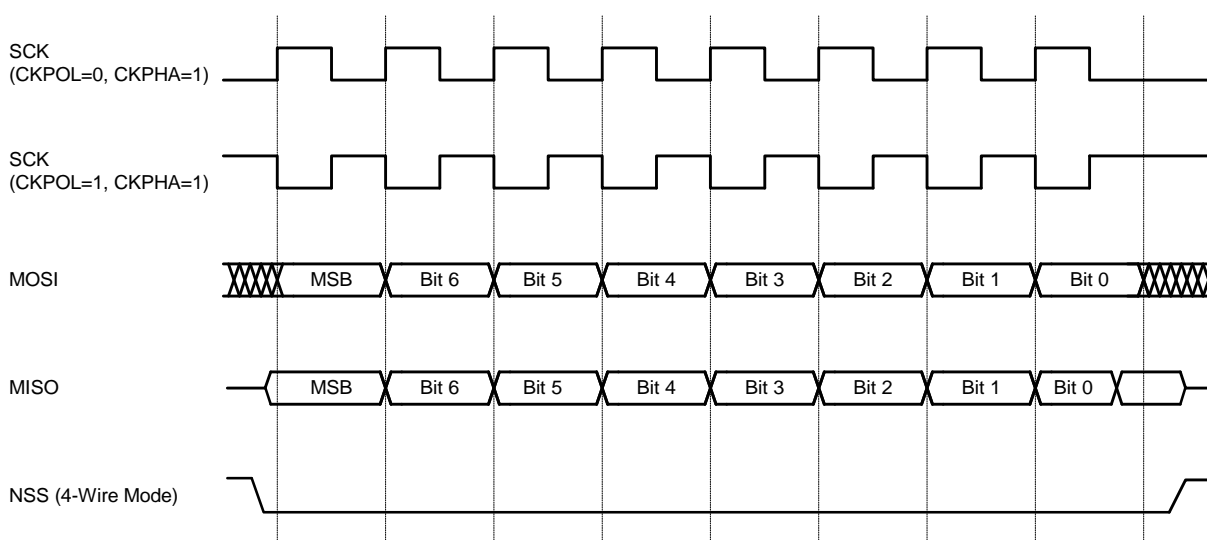 SCK
(CKPOL=0, CKPHA=1)
SCK
(CKPOL=1, CKPHA=1)
MOSI MSB Bit 6 Bit 5 Bit 4 Bit 3 Bit 2 Bit 1 Bit 0
MISO MSB Bit 6 Bit 5 Bit 4 Bit 3 Bit 2 Bit 1 Bit 0
NSS (4-Wire Mode)